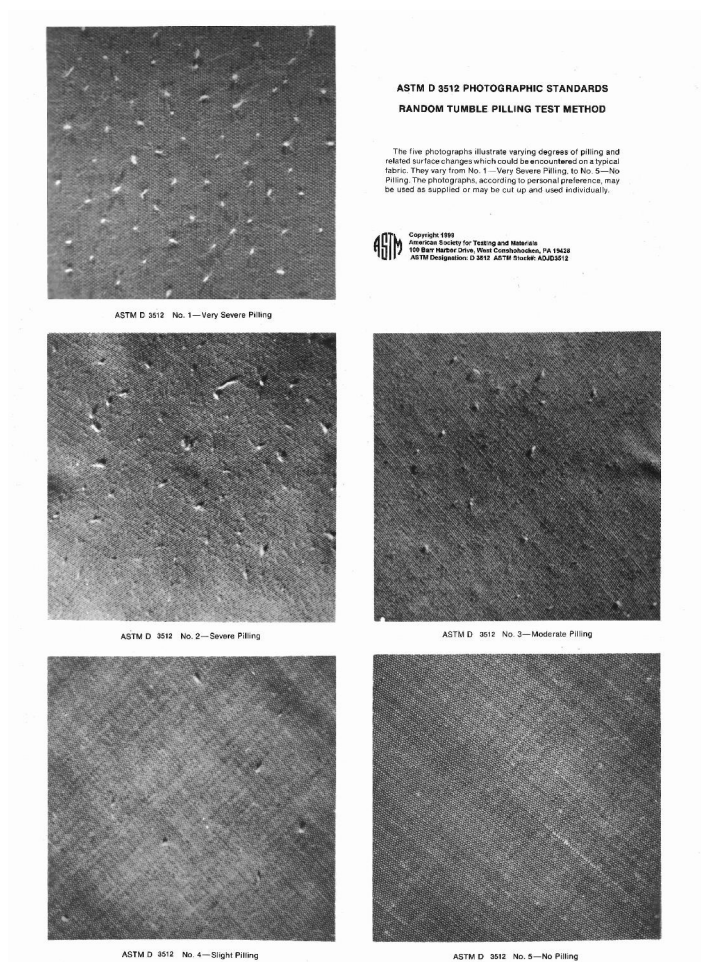 ASTM D 3512 PHOTOGRAPHIC STANDARDS
RANDOM TUMBLE PILLING TEST METHOD
The five photographs illustrate varying degrees of pilling and
related surface changes which could be encountered on a typical
fabric. They vary from No. 1—Very Severe Pilling, to No. 5—No
Pilling. The photographs, according to personal preference, may
be used as supplied or may be cut up and used individually.
ASTM
Copyright 1999
American Society for Testing and Materials
100 Barr Harbor Drive, West Conshohocken, PA 19428
ASTM Designation: D 3512 ASTM Stock#: ADJD3512
ASTM D 3512 No. 1—Very Severe Pilling
ASTM D 3512 No. 2—Severe Pilling
ASTM D 3512 No. 3—Moderate Pilling
ASTM D 3512 No. 4—Slight Pilling
ASTM D 3512 No. 5—No Pilling